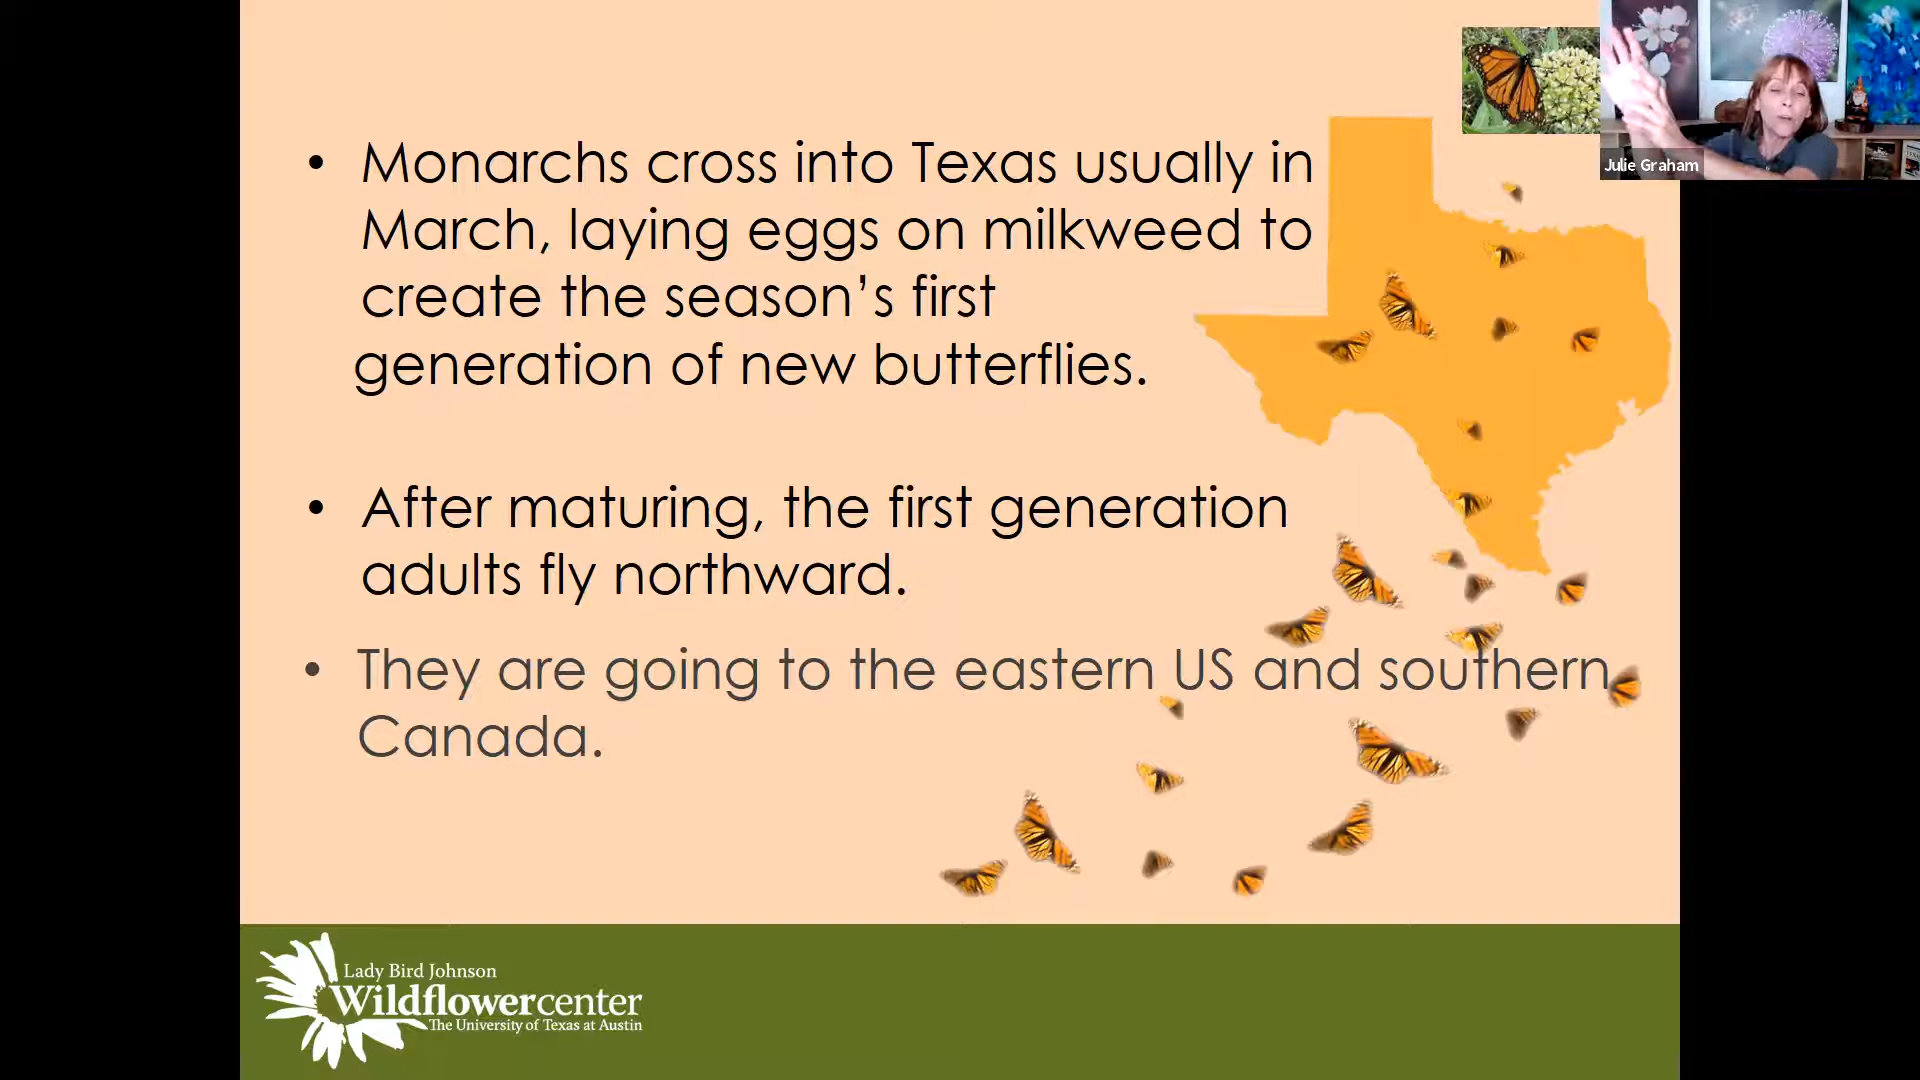 • Monarchs cross into Texas usually in
March, laying eggs on milkweed to
create the season’s first
generation of new butterflies.
• After maturing, the first generation
adults fly northward.
• They are going to the eastern US and southern
Canada.
Julie Graham
Lady Bird Johnson
Wildflowercenter
The University of Texas at Austin